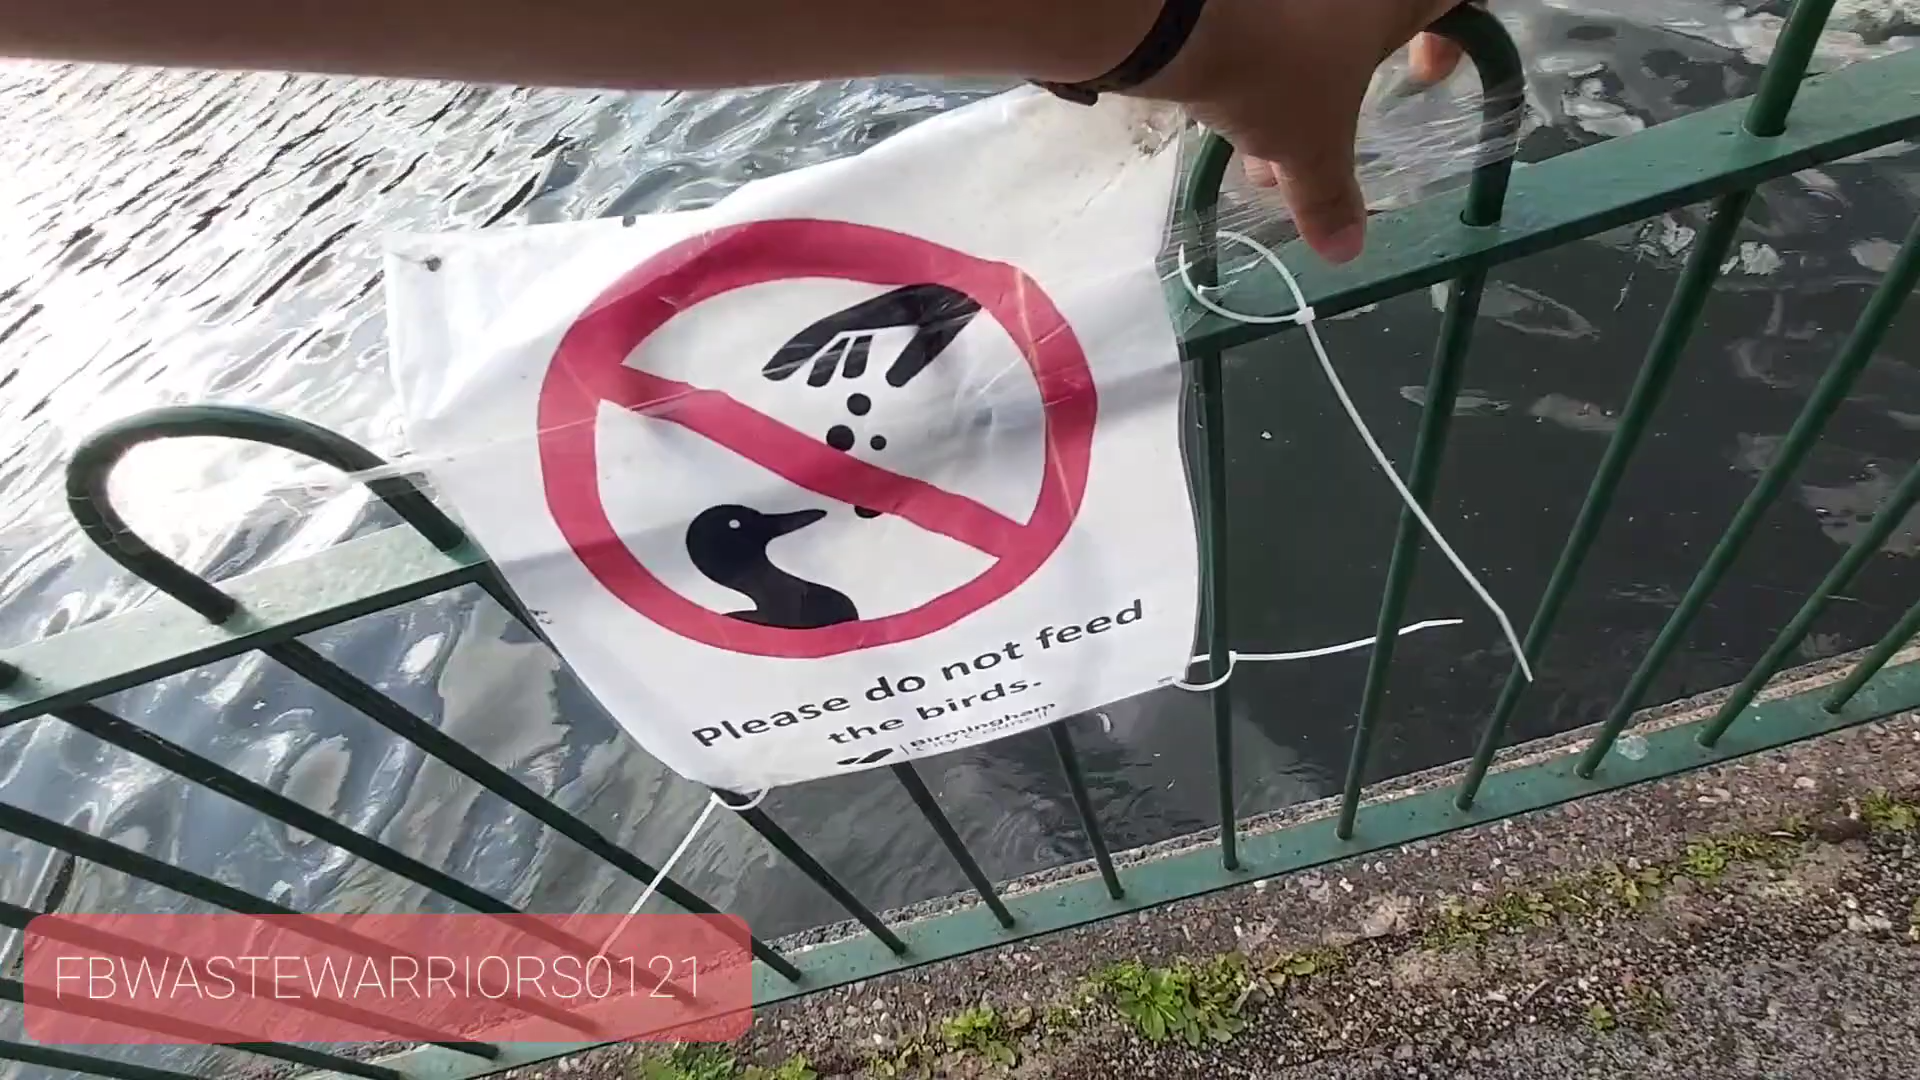 Please do not feed
the birds.
Birmingham
City Council
FBWASTEWARRIORS0121